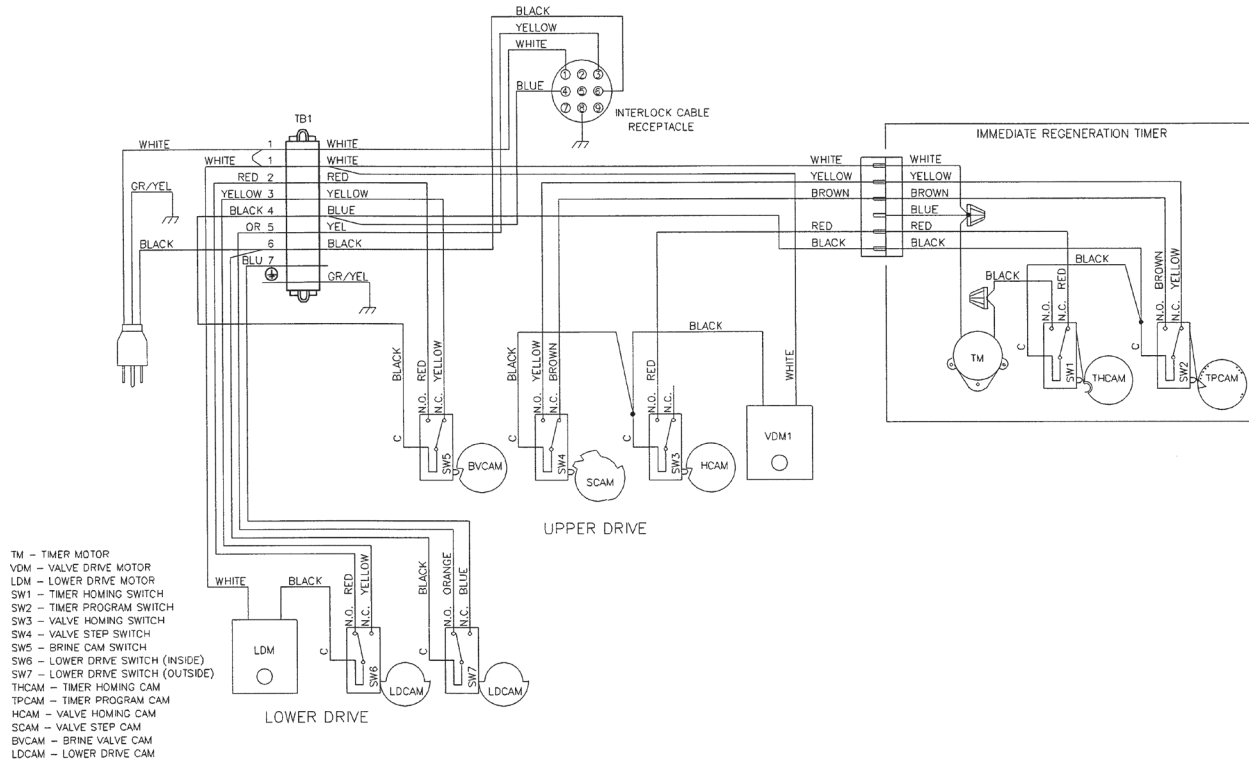 BLACK
YELLOW
WHITE
BLUE
1 2 3
4 5 6
7 8 9
INTERLOCK CABLE
RECEPTACLE
TB1
WHITE 1 WHITE
WHITE 1 WHITE
RED 2 RED
YELLOW 3 YELLOW
BLACK 4 BLUE
OR 5 YEL
BLACK 6 BLACK
BLU 7
GR/YEL
GR/YEL
IMMEDIATE REGENERATION TIMER
WHITE WHITE
YELLOW YELLOW
BROWN BROWN
BLUE
RED RED
BLACK BLACK
BLACK
BLACK
N.O.
N.C. RED
C
SW1
THCAM
TM
N.O. BROWN
N.C. YELLOW
C
SW2
TPCAM
BLACK
C
N.O. RED
N.C. YELLOW
SW5
BVCAM
BLACK
C
N.O. YELLOW
N.C. BROWN
SW4
SCAM
BLACK
C
N.O. RED
N.C.
SW3
HCAM
WHITE
VDM1
UPPER DRIVE
WHITE
BLACK
LDM
C
N.O. RED
N.C. YELLOW
SW6
LDCAM
BLACK
C
N.O. ORANGE
N.C. BLUE
SW7
LDCAM
LOWER DRIVE
TM – TIMER MOTOR
VDM – VALVE DRIVE MOTOR
LDM – LOWER DRIVE MOTOR
SW1 – TIMER HOMING SWITCH
SW2 – TIMER PROGRAM SWITCH
SW3 – VALVE HOMING SWITCH
SW4 – VALVE STEP SWITCH
SW5 – BRINE CAM SWITCH
SW6 – LOWER DRIVE SWITCH (INSIDE)
SW7 – LOWER DRIVE SWITCH (OUTSIDE)
THCAM – TIMER HOMING CAM
TPCAM – TIMER PROGRAM CAM
HCAM – VALVE HOMING CAM
SCAM – VALVE STEP CAM
BVCAM – BRINE VALVE CAM
LDCAM – LOWER DRIVE CAM